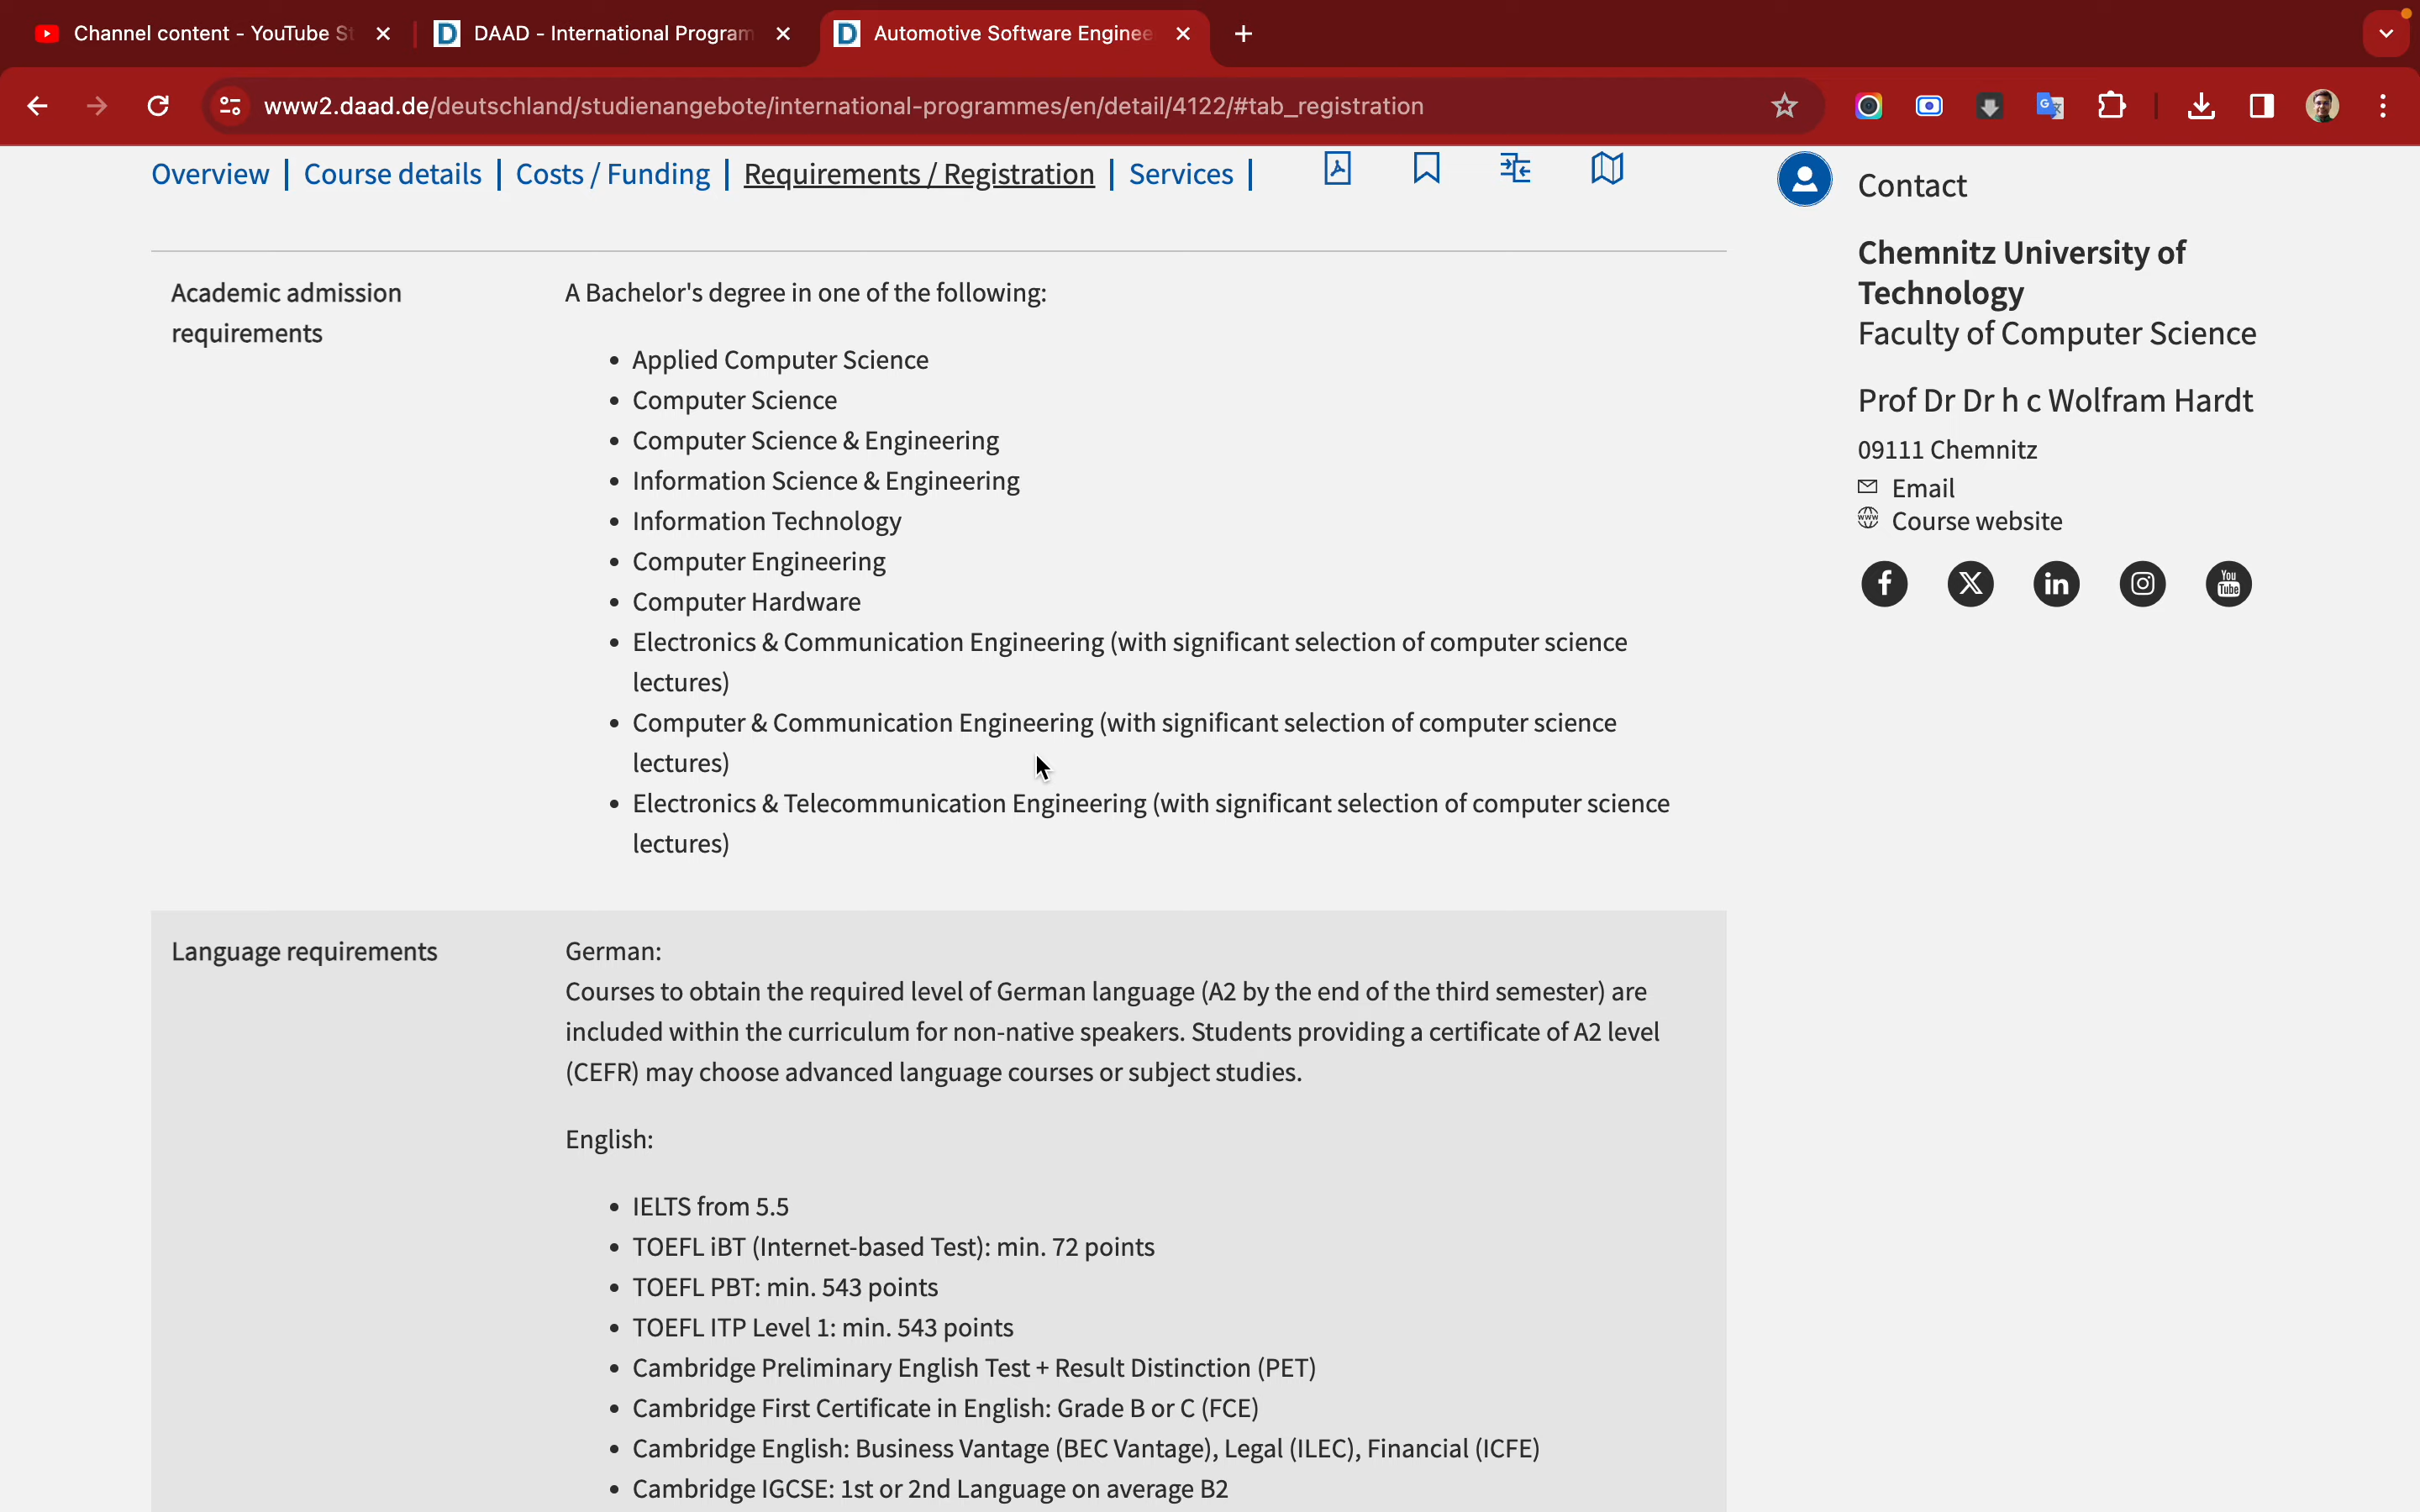 Channel content - YouTube St
DAAD - International Program
Automotive Software Enginee
www2.daad.de/deutschland/studienangebote/international-programmes/en/detail/4122/#tab_registration
Overview | Course details | Costs / Funding | Requirements / Registration | Services |
Academic admission
requirements
A Bachelor's degree in one of the following:
• Applied Computer Science
• Computer Science
• Computer Science & Engineering
• Information Science & Engineering
• Information Technology
• Computer Engineering
• Computer Hardware
• Electronics & Communication Engineering (with significant selection of computer science
lectures)
• Computer & Communication Engineering (with significant selection of computer science
lectures)
• Electronics & Telecommunication Engineering (with significant selection of computer science
lectures)
Language requirements
German:
Courses to obtain the required level of German language (A2 by the end of the third semester) are
included within the curriculum for non-native speakers. Students providing a certificate of A2 level
(CEFR) may choose advanced language courses or subject studies.
English:
• IELTS from 5.5
• TOEFL iBT (Internet-based Test): min. 72 points
• TOEFL PBT: min. 543 points
• TOEFL ITP Level 1: min. 543 points
• Cambridge Preliminary English Test + Result Distinction (PET)
• Cambridge First Certificate in English: Grade B or C (FCE)
• Cambridge English: Business Vantage (BEC Vantage), Legal (ILEC), Financial (ICFE)
• Cambridge IGCSE: 1st or 2nd Language on average B2
Contact
Chemnitz University of
Technology
Faculty of Computer Science
Prof Dr Dr h c Wolfram Hardt
09111 Chemnitz
Email
www Course website
f X in You Tube